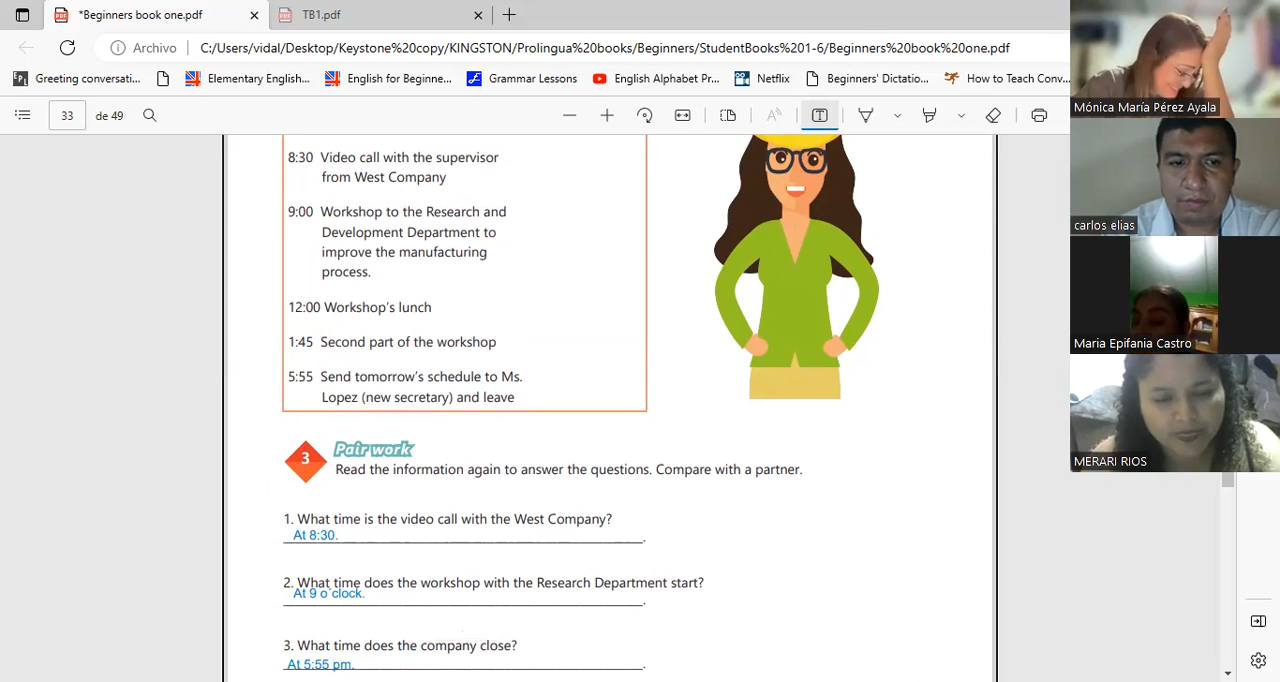 *Beginners book one.pdf
TB1.pdf
Archivo
C:/Users/vidal/Desktop/Keystone%20copy/KINGSTON/Prolingua%20books/Beginners/StudentBooks%201-6/Beginners%20book%20one.pdf
Greeting conversati...
Elementary English...
English for Beginne...
Grammar Lessons
English Alphabet Pr...
Netflix
Beginners' Dictatio...
How to Teach Conv...
33
de 49
8:30 Video call with the supervisor
from West Company
9:00 Workshop to the Research and
Development Department to
improve the manufacturing
process.
12:00 Workshop's lunch
1:45 Second part of the workshop
5:55 Send tomorrow's schedule to Ms.
Lopez (new secretary) and leave
3
Pair work
Read the information again to answer the questions. Compare with a partner.
1. What time is the video call with the West Company?
At 8:30.
2. What time does the workshop with the Research Department start?
At 9 o´clock.
3. What time does the company close?
At 5:55 pm.
Mónica María Pérez Ayala
carlos elias
Maria Epifania Castro
MERARI RIOS